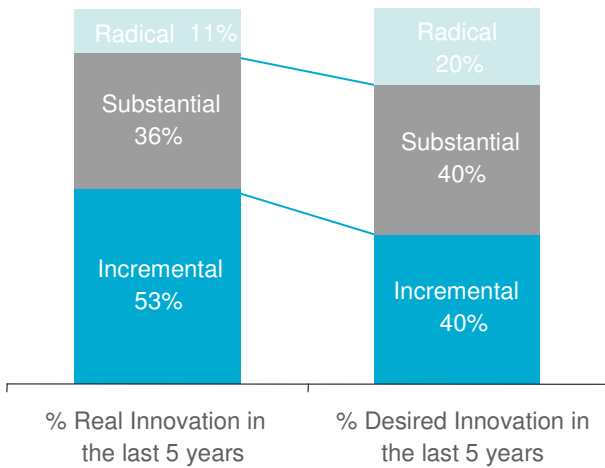 Radical 11%
Substantial
36%
Incremental
53%
Radical
20%
Substantial
40%
Incremental
40%
% Real Innovation in
the last 5 years
% Desired Innovation in
the last 5 years